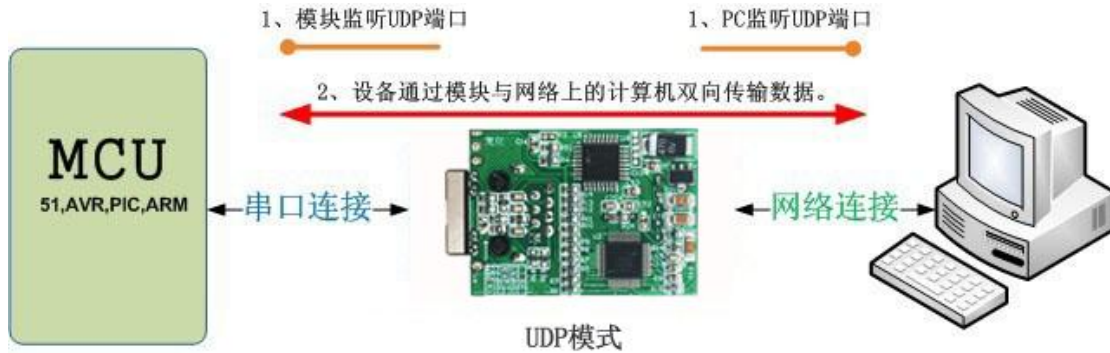 1、模块监听UDP端口
1、PC监听UDP端口
2、设备通过模块与网络上的计算机双向传输数据。
MCU
51,AVR,PIC,ARM
串口连接
网络连接
UDP模式